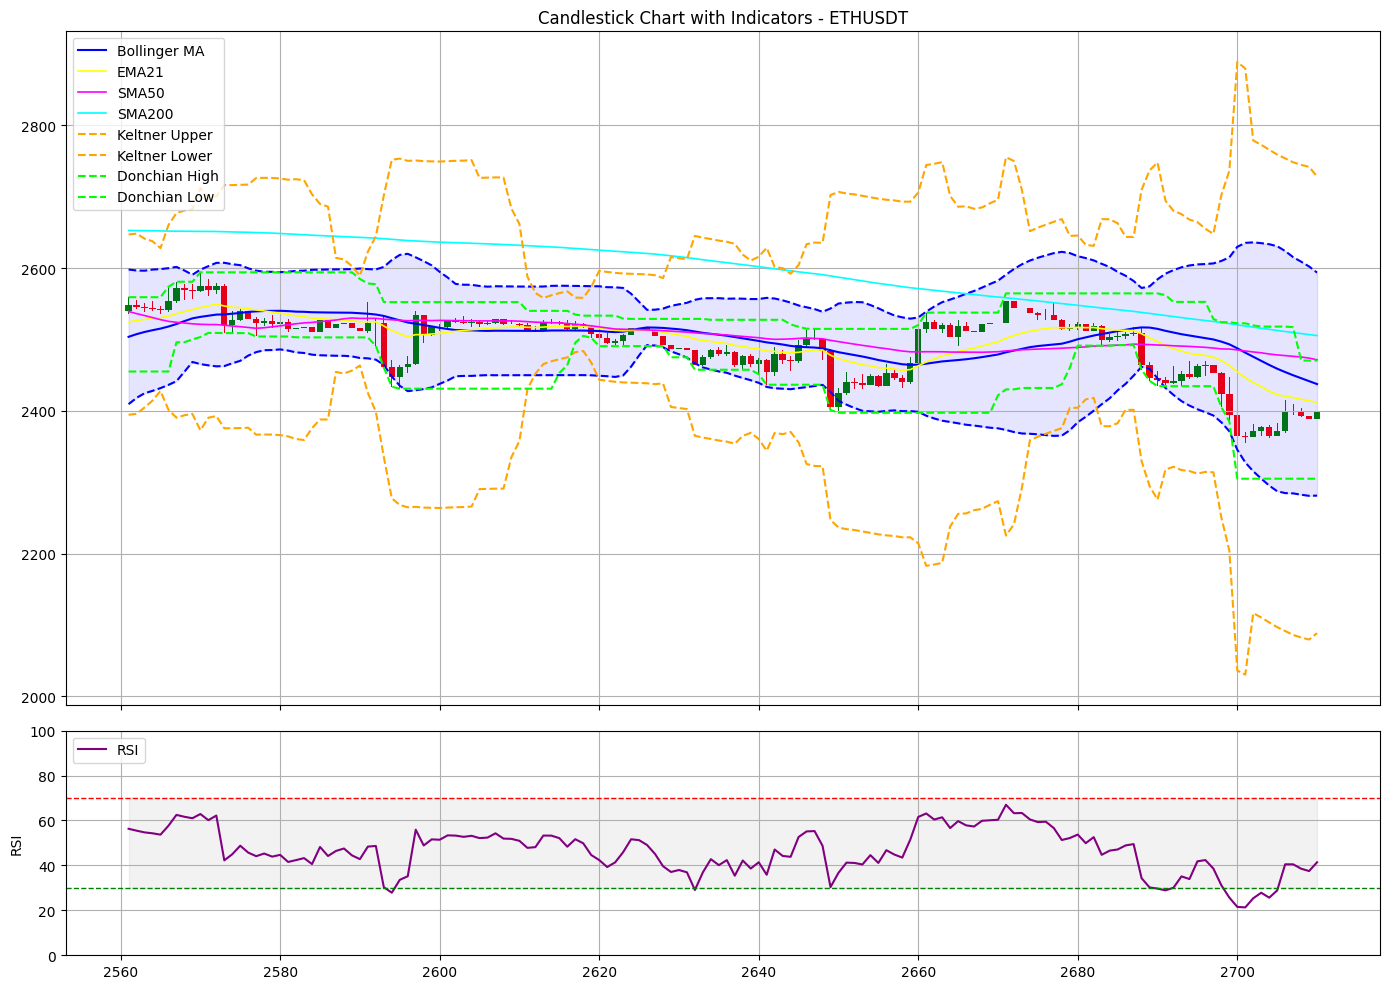 Candlestick Chart with Indicators - ETHUSDT
Bollinger MA
EMA21
SMA50
SMA200
Keltner Upper
Keltner Lower
Donchian High
Donchian Low
2800
2600
2400
2200
2000
RSI
100
80
60
40
20
0
RSI
2560
2580
2600
2620
2640
2660
2680
2700